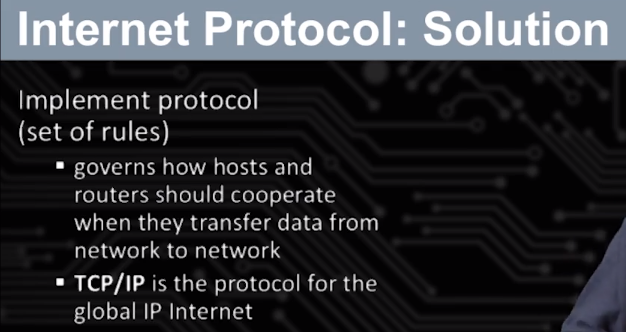 Internet Protocol: Solution
Implement protocol
(set of rules)
▪ governs how hosts and
routers should cooperate
when they transfer data from
network to network
▪ TCP/IP is the protocol for the
global IP Internet